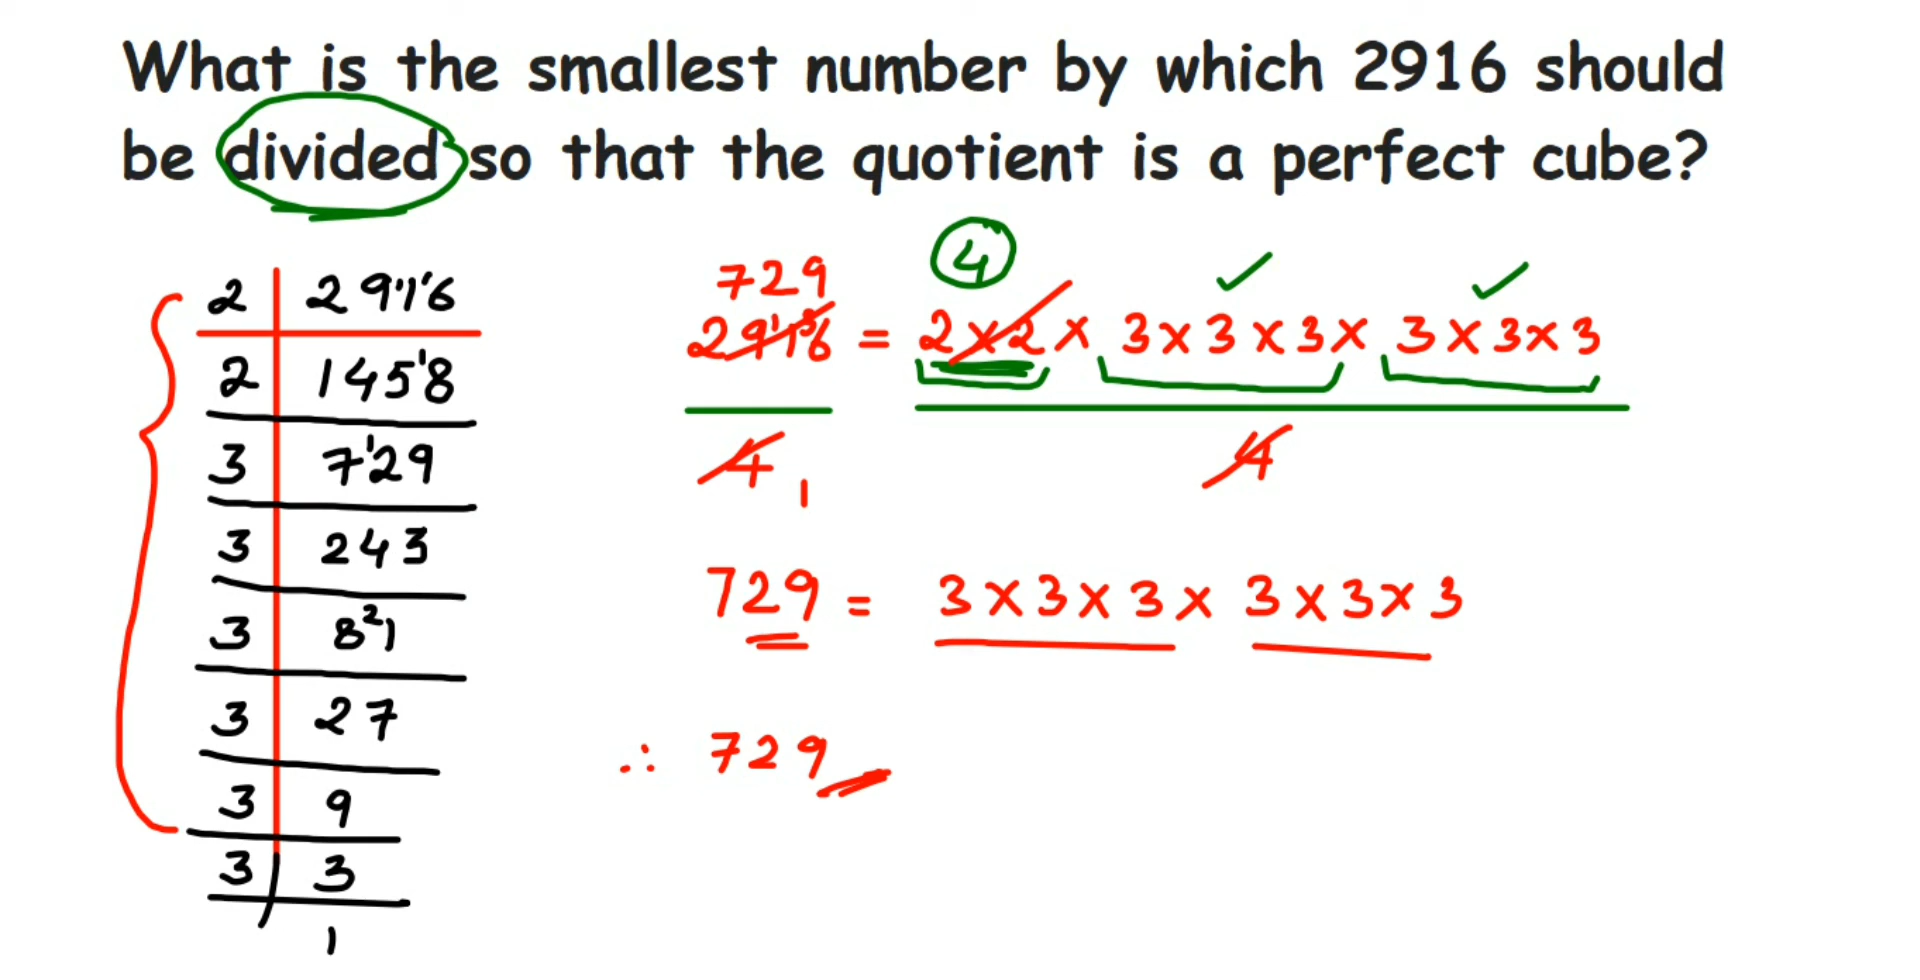 What is the smallest number by which 2916 should
be divided so that the quotient is a perfect cube?
2 2916
2 1458
3 729
3 243
3 81
3 27
3 9
3 3
1
729 4
2916 = 2 × 2 × 3 × 3 × 3 × 3 × 3 × 3
4 1 4
729 = 3 × 3 × 3 × 3 × 3 × 3
∴ 729